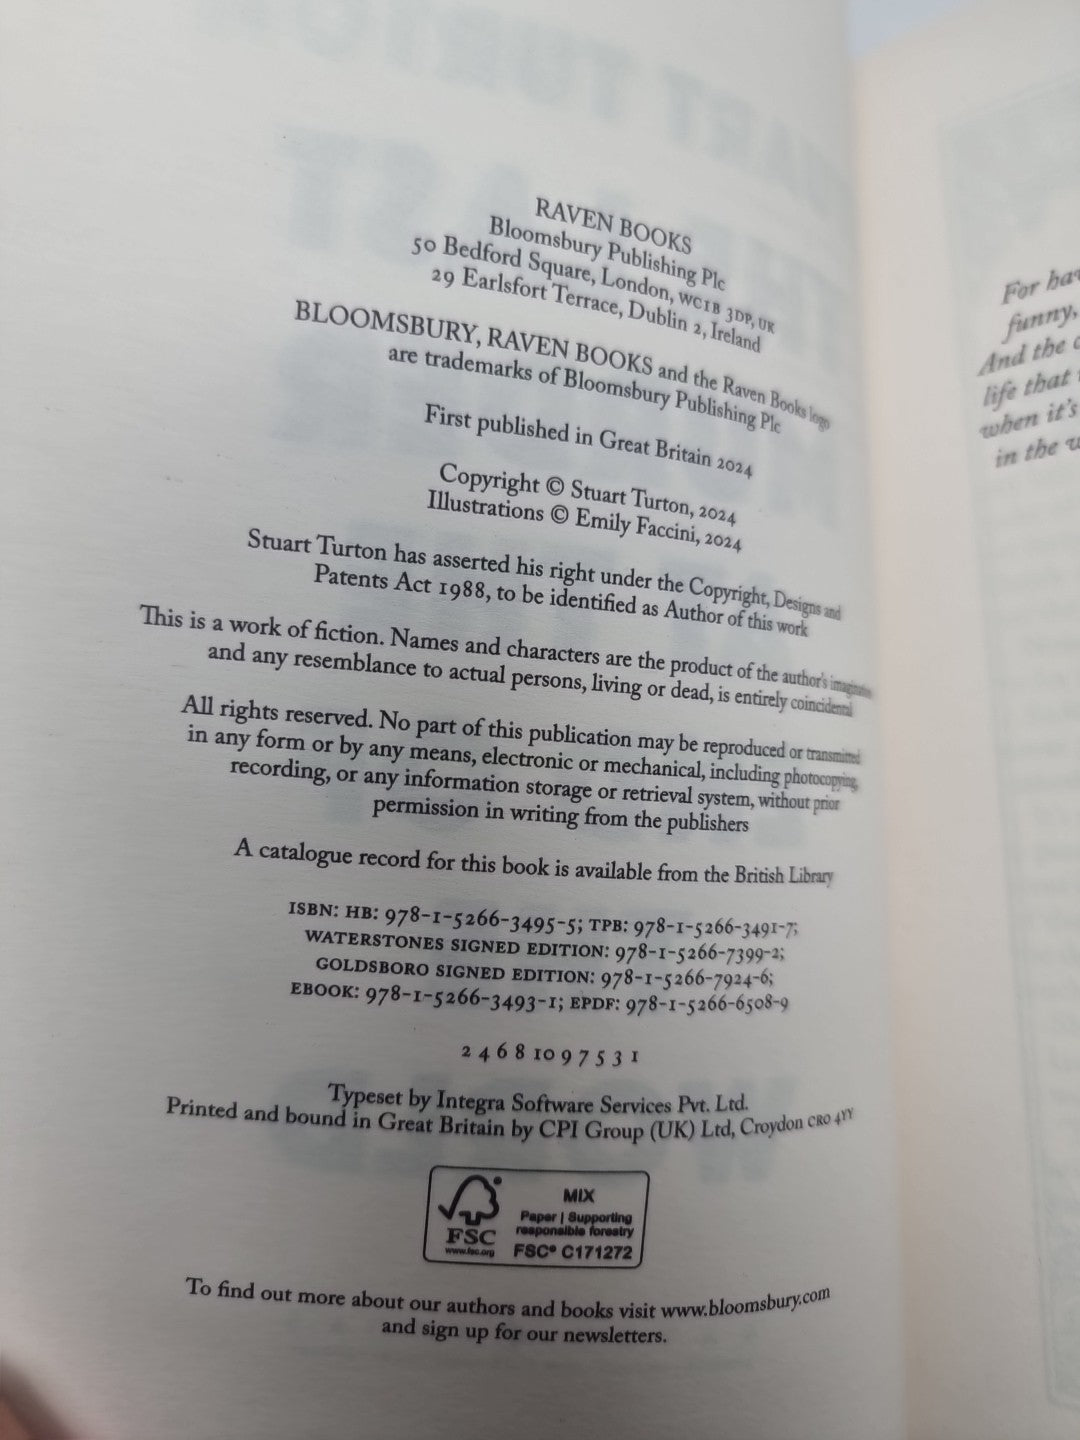 RAVEN BOOKS
Bloomsbury Publishing Plc
50 Bedford Square, London, WC1B 3DP, UK
29 Earlsfort Terrace, Dublin 2, Ireland
BLOOMSBURY, RAVEN BOOKS and the Raven Books logo
are trademarks of Bloomsbury Publishing Plc
First published in Great Britain 2024
Copyright © Stuart Turton, 2024
Illustrations © Emily Faccini, 2024
Stuart Turton has asserted his right under the Copyright, Designs and
Patents Act 1988, to be identified as Author of this work
This is a work of fiction. Names and characters are the product of the author's imagination
and any resemblance to actual persons, living or dead, is entirely coincidental
All rights reserved. No part of this publication may be reproduced or transmitted
in any form or by any means, electronic or mechanical, including photocopying,
recording, or any information storage or retrieval system, without prior
permission in writing from the publishers
A catalogue record for this book is available from the British Library
ISBN: HB: 978-1-5266-3495-5; TPB: 978-1-5266-3491-7;
WATERSTONES SIGNED EDITION: 978-1-5266-7399-2;
GOLDSBORO SIGNED EDITION: 978-1-5266-7924-6;
EBOOK: 978-1-5266-3493-1; EPDF: 978-1-5266-6508-9
2 4 6 8 10 9 7 5 3 1
Typeset by Integra Software Services Pvt. Ltd.
Printed and bound in Great Britain by CPI Group (UK) Ltd, Croydon CR0 4YY
FSC
www.fsc.org
MIX
Paper | Supporting
responsible forestry
FSC® C171272
To find out more about our authors and books visit www.bloomsbury.com
and sign up for our newsletters.
For
funny,
And the
life that
when it's
in the